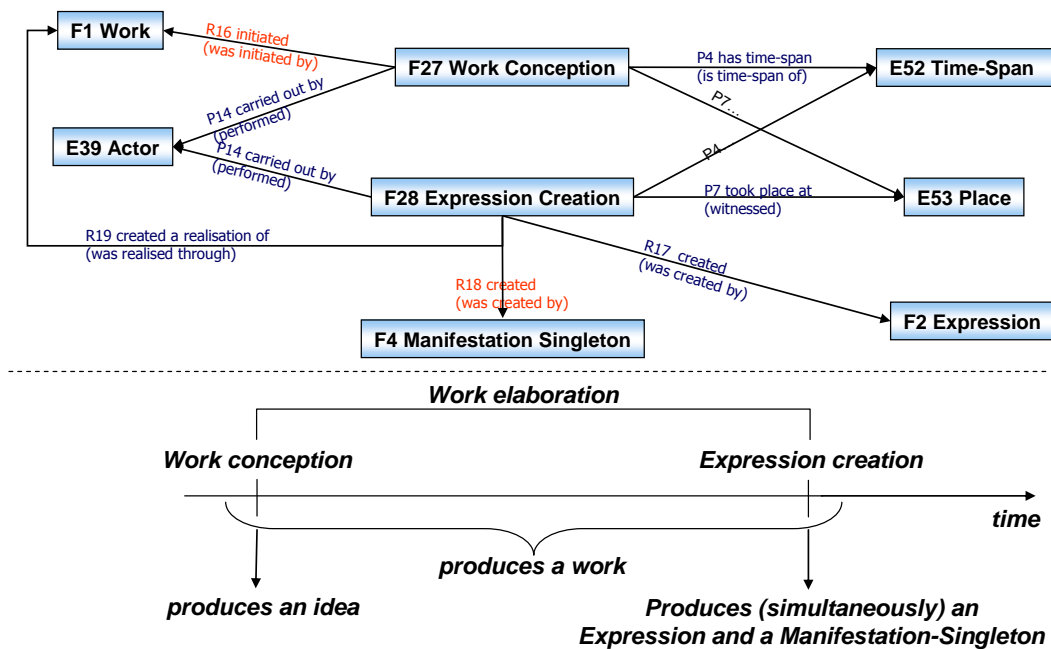 F1 Work
R16 initiated
(was initiated by)
F27 Work Conception
P4 has time-span
(is time-span of)
E52 Time-Span
P14 carried out by
(performed)
P7…
E39 Actor
P14 carried out by
(performed)
P4…
F28 Expression Creation
P7 took place at
(witnessed)
E53 Place
R19 created a realisation of
(was realised through)
R17 created
(was created by)
R18 created
(was created by)
F2 Expression
F4 Manifestation Singleton
Work elaboration
Work conception
Expression creation
time
produces a work
produces an idea
Produces (simultaneously) an
Expression and a Manifestation-Singleton